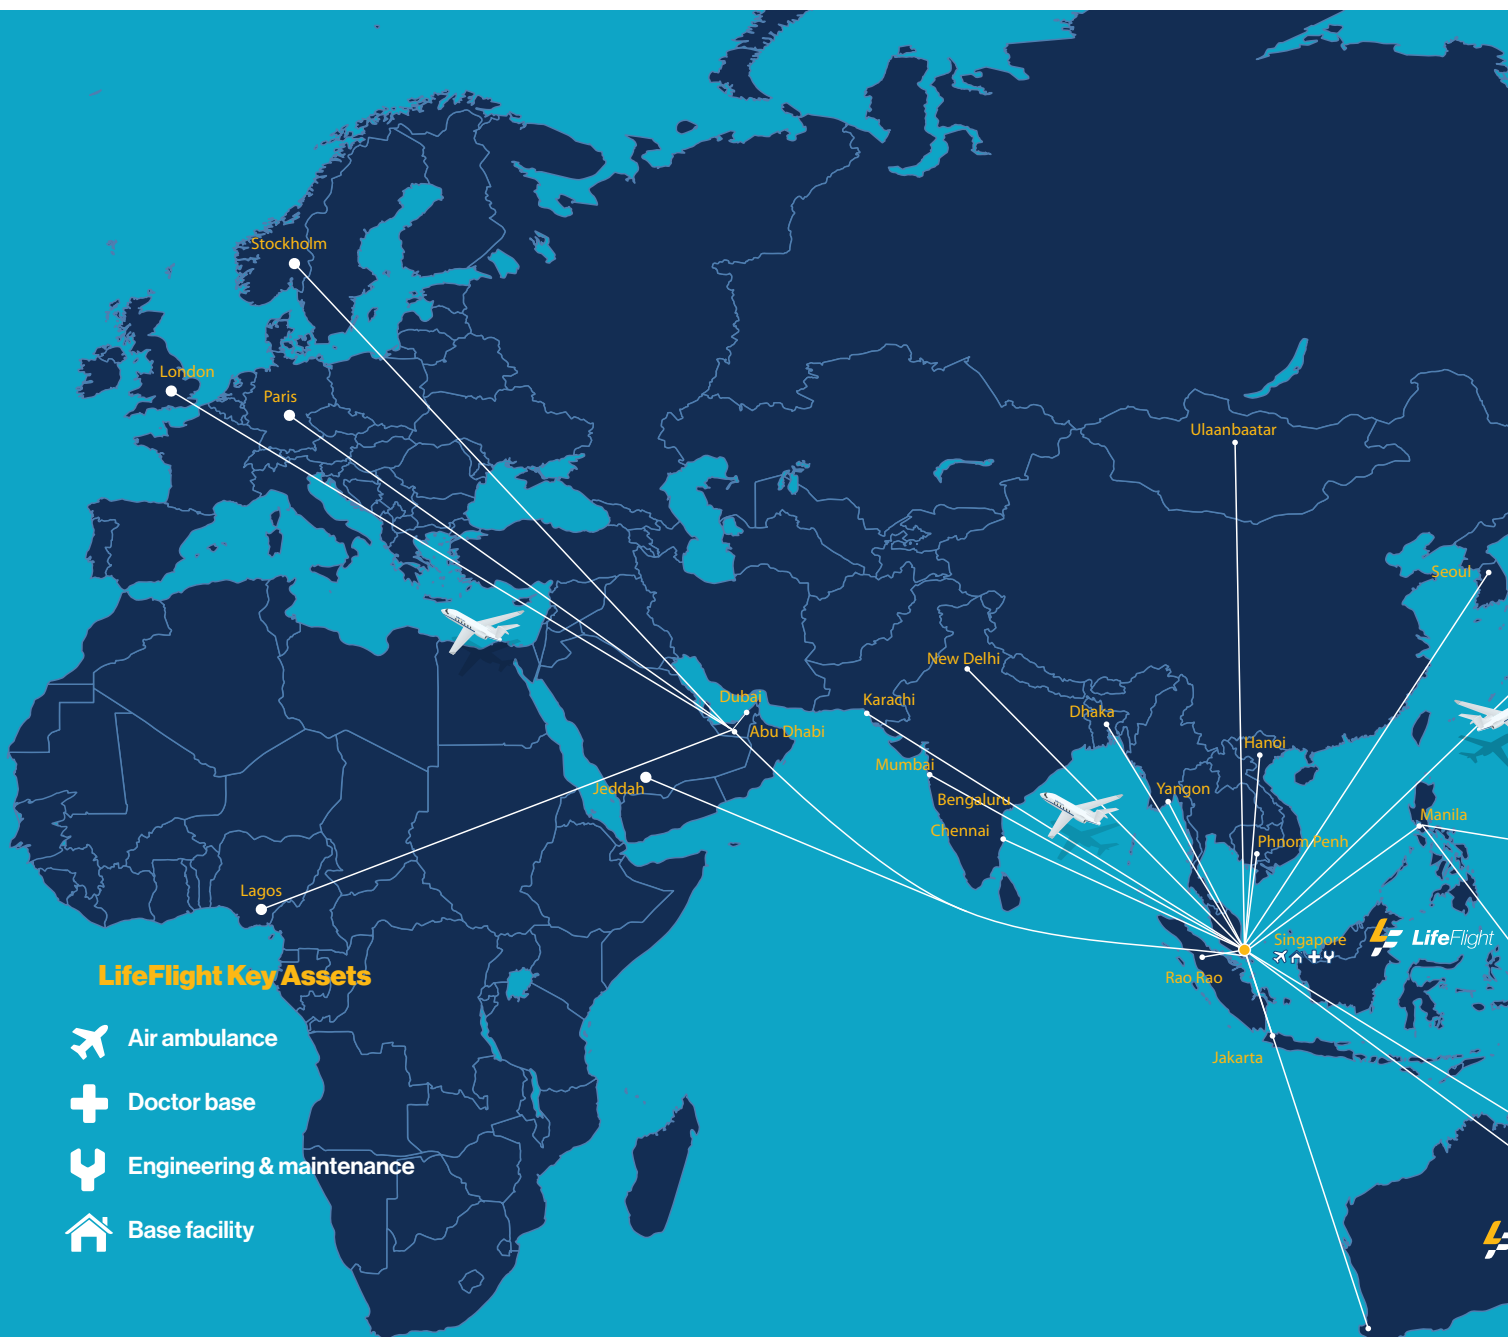 Stockholm
London
Paris
Ulaanbaatar
Seoul
New Delhi
Karachi
Dubai
Dhaka
Abu Dhabi
Hanoi
Mumbai
Jeddah
Yangon
Bengaluru
Manila
Chennai
Phnom Penh
Lagos
Singapore
LifeFlight
Rao Rao
Jakarta
LifeFlight Key Assets
Air ambulance
Doctor base
Engineering & maintenance
Base facility